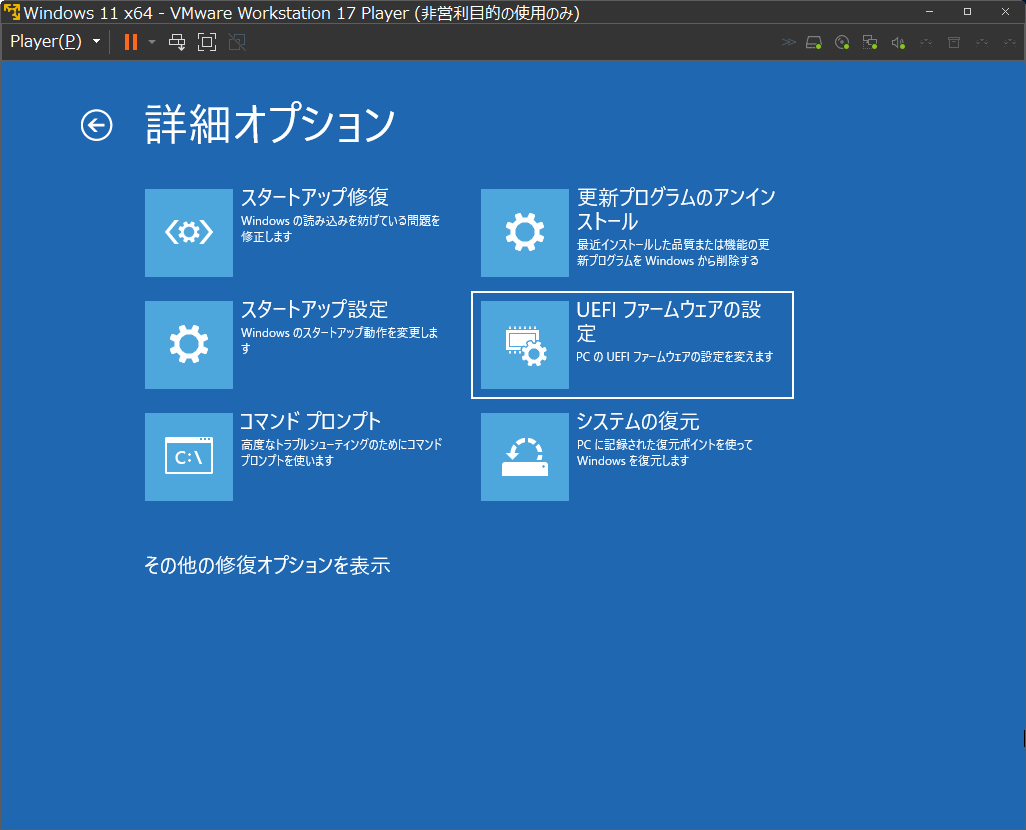 Windows 11 x64 - VMware Workstation 17 Player (非営利目的の使用のみ)
Player(P)
詳細オプション
スタートアップ修復
Windows の読み込みを妨げている問題を
修正します
更新プログラムのアンイン
ストール
最近インストールした品質または機能の更
新プログラムを Windows から削除する
スタートアップ設定
Windows のスタートアップ動作を変更しま
す
UEFI ファームウェアの設
定
PC の UEFI ファームウェアの設定を変えます
コマンド プロンプト
高度なトラブルシューティングのためにコマンド
プロンプトを使います
C:\
システムの復元
PC に記録された復元ポイントを使って
Windows を復元します
その他の修復オプションを表示